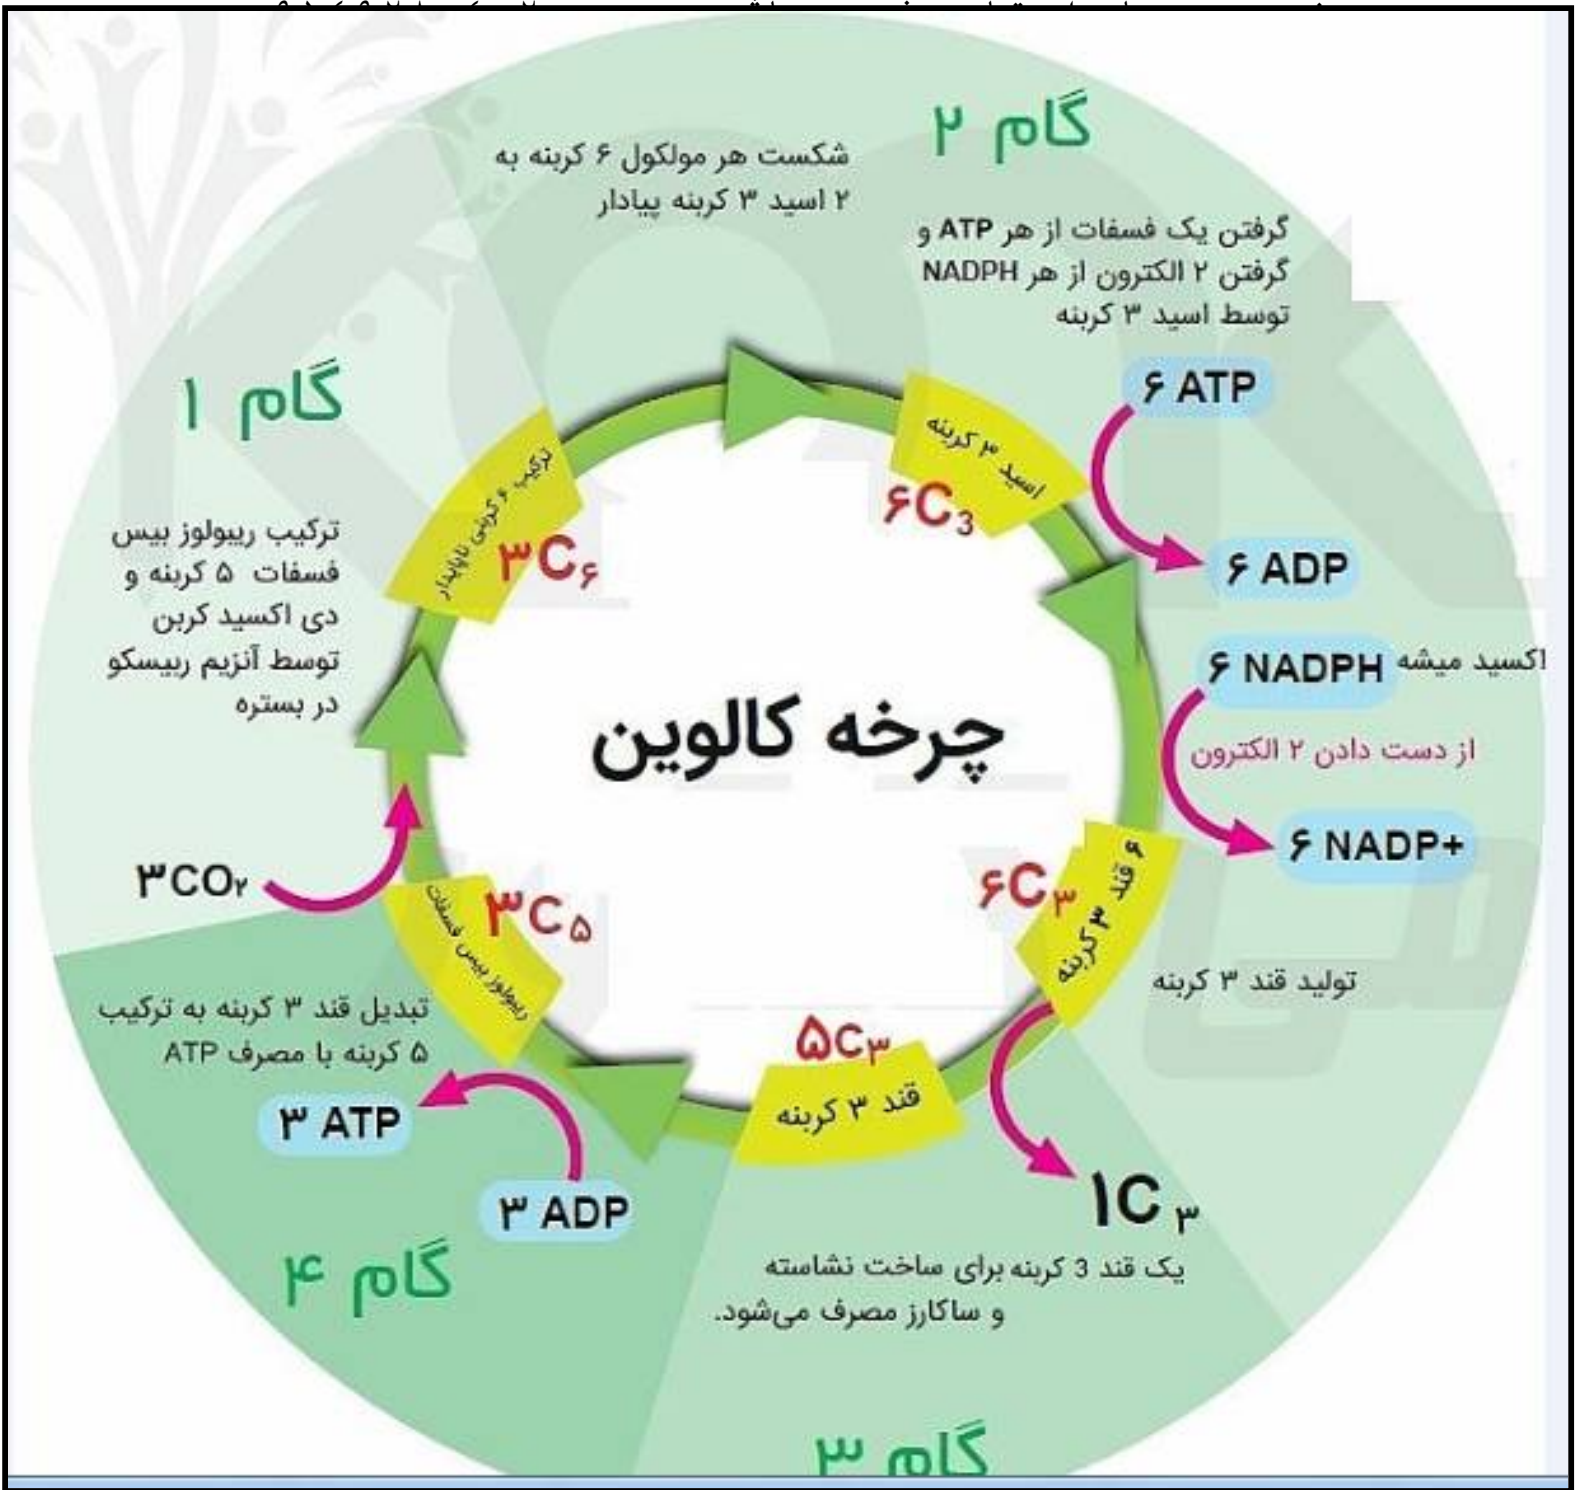 گام ۱
ترکیب ریبولوز بیس
فسفات ۵ کربنه و
دی اکسید کربن
توسط آنزیم ربیسکو
در بستره
۳CO۲
ترکیب ۶ کربنی ناپایدار
۳C۶
گام ۲
شکست هر مولکول ۶ کربنه به
۲ اسید ۳ کربنه پیادار
گرفتن یک فسفات از هر ATP و
گرفتن ۲ الکترون از هر NADPH
توسط اسید ۳ کربنه
اسید ۳ کربنه
۶C3
۶ ATP
۶ ADP
۶ NADPH اکسید میشه
از دست دادن ۲ الکترون
۶ NADP+
۶ قند ۳ کربنه
۶C۳
تولید قند ۳ کربنه
چرخه کالوین
۱C ۳
یک قند 3 کربنه برای ساخت نشاسته
و ساکارز مصرف می‌شود.
گام ۳
۵C۳
قند ۳ کربنه
ریبولوز بیس فسفات
۳C۵
تبدیل قند ۳ کربنه به ترکیب
۵ کربنه با مصرف ATP
۳ ATP
۳ ADP
گام ۴